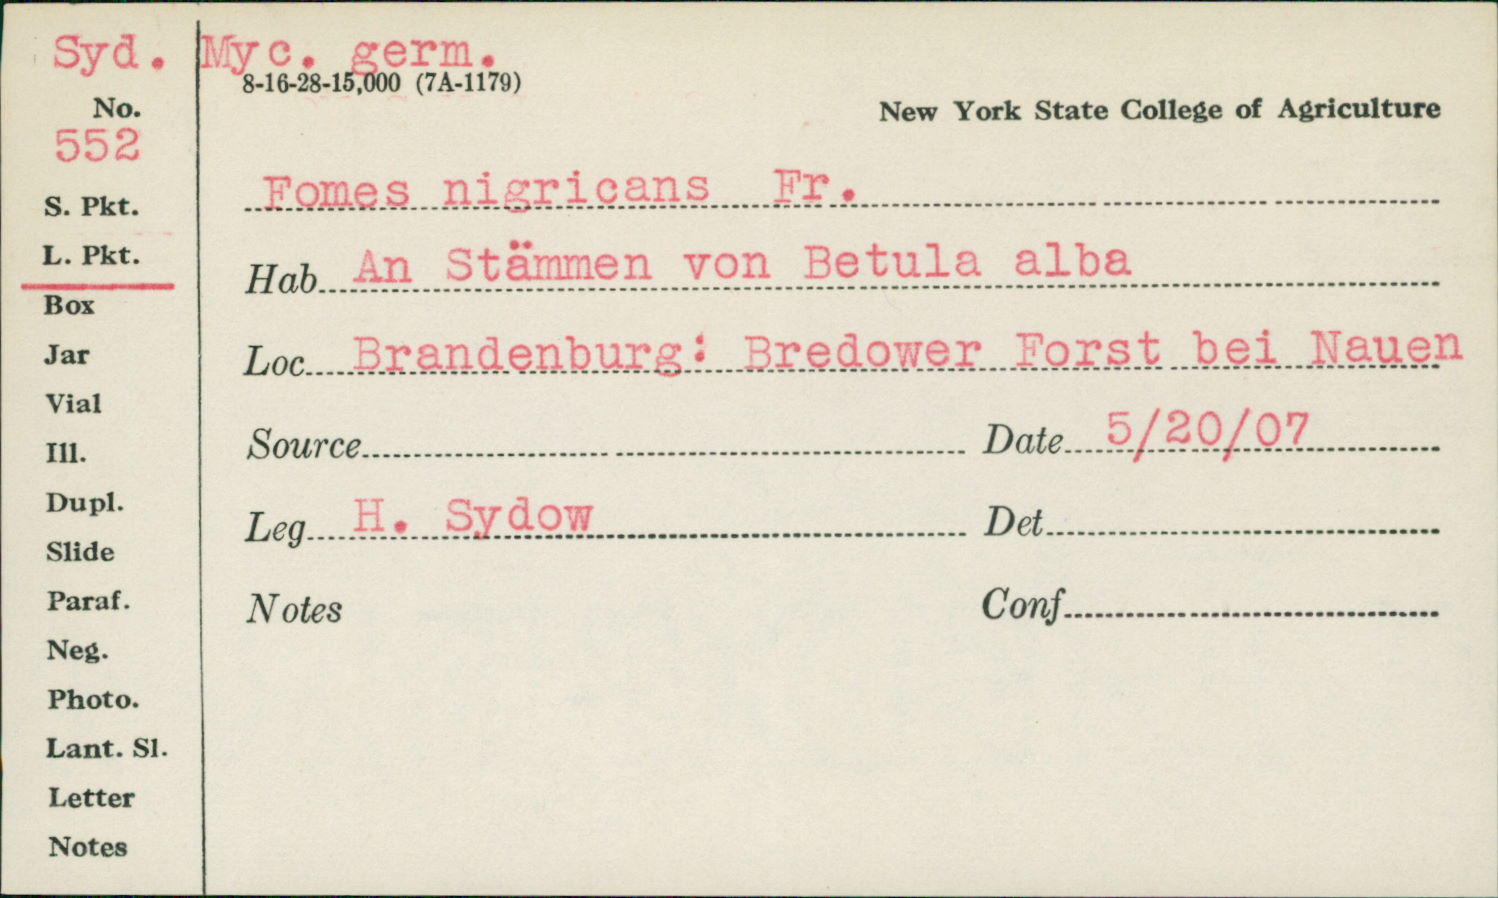 Syd. Myc. germ.
8-16-28-15,000 (7A-1179)
New York State College of Agriculture
No.
552
S. Pkt.
L. Pkt.
Box
Jar
Vial
Ill.
Dupl.
Slide
Paraf.
Neg.
Photo.
Lant. Sl.
Letter
Notes
Fomes nigricans Fr.
Hab. An Stämmen von Betula alba
Loc. Brandenburg: Bredower Forst bei Nauen
Source Date 5/20/07
Leg. H. Sydow Det
Notes Conf.